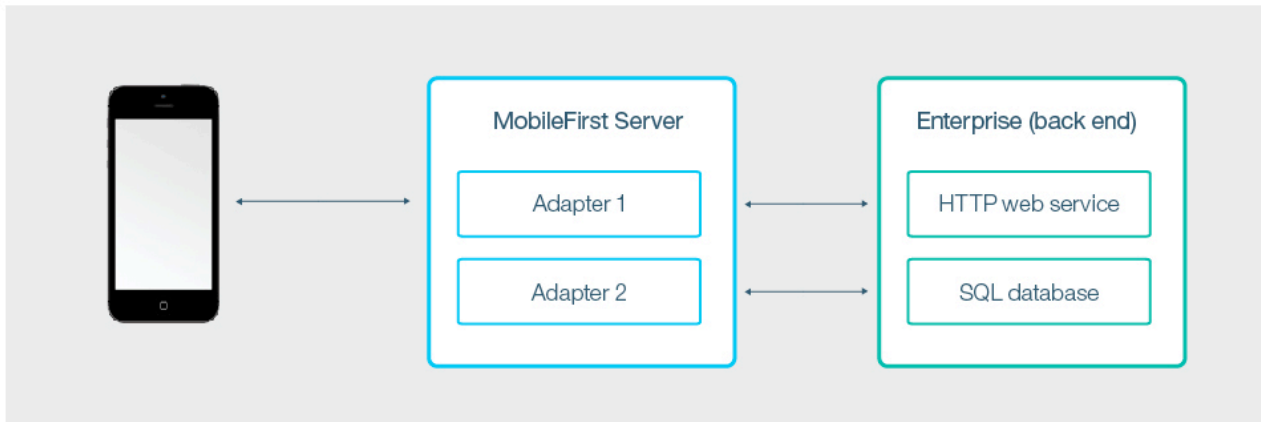 MobileFirst Server
Adapter 1
Adapter 2
Enterprise (back end)
HTTP web service
SQL database